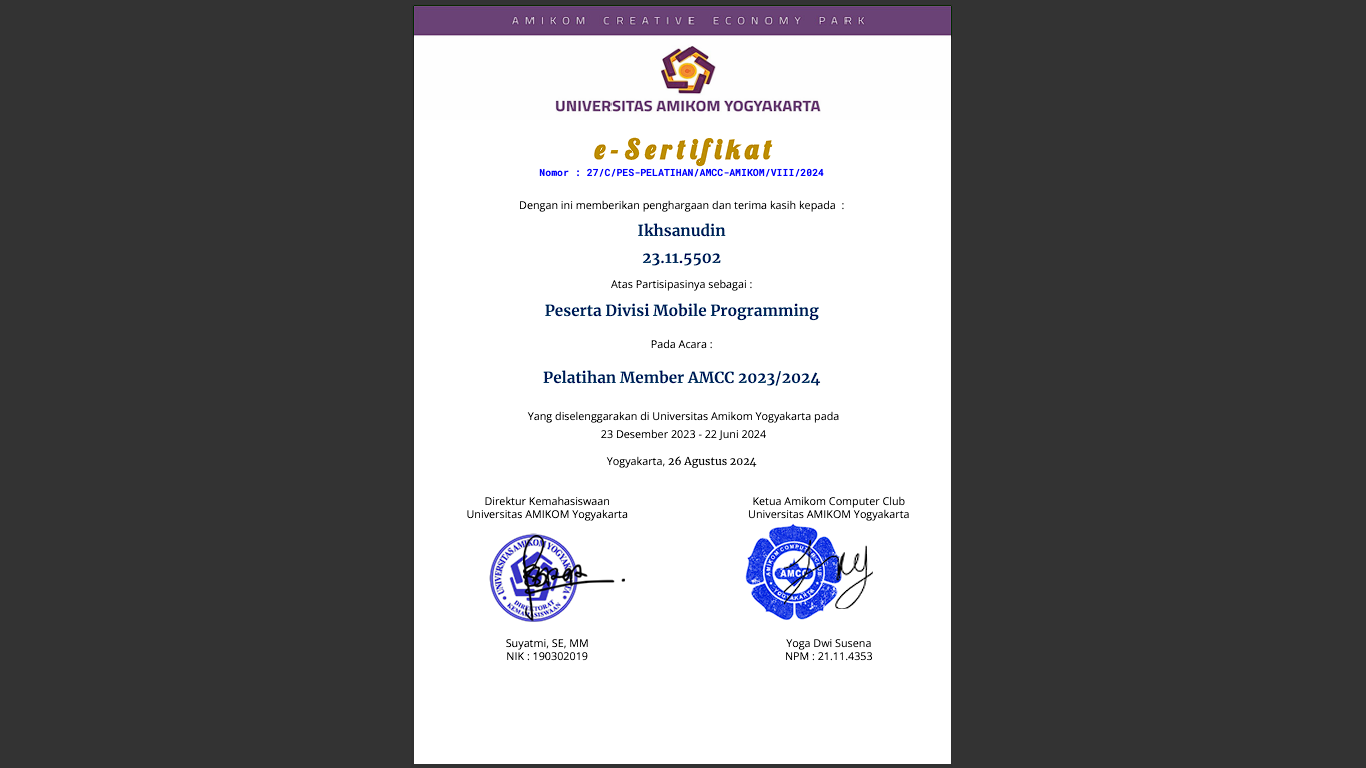 AMIKOM CREATIVE ECONOMY PARK
UNIVERSITAS AMIKOM YOGYAKARTA
e-Sertifikat
Nomor : 27/C/PES-PELATIHAN/AMCC-AMIKOM/VIII/2024
Dengan ini memberikan penghargaan dan terima kasih kepada :
Ikhsanudin
23.11.5502
Atas Partisipasinya sebagai :
Peserta Divisi Mobile Programming
Pada Acara :
Pelatihan Member AMCC 2023/2024
Yang diselenggarakan di Universitas Amikom Yogyakarta pada
23 Desember 2023 - 22 Juni 2024
Yogyakarta, 26 Agustus 2024
Direktur Kemahasiswaan
Universitas AMIKOM Yogyakarta
UNIVERSITAS AMIKOM YOGYAKARTA
DIREKTORAT
KEMAHASISWAAN
Suyatmi, SE, MM
NIK : 190302019
Ketua Amikom Computer Club
Universitas AMIKOM Yogyakarta
AMIKOM COMPUTER CLUB
AMCC
YOGYAKARTA
Yoga Dwi Susena
NPM : 21.11.4353